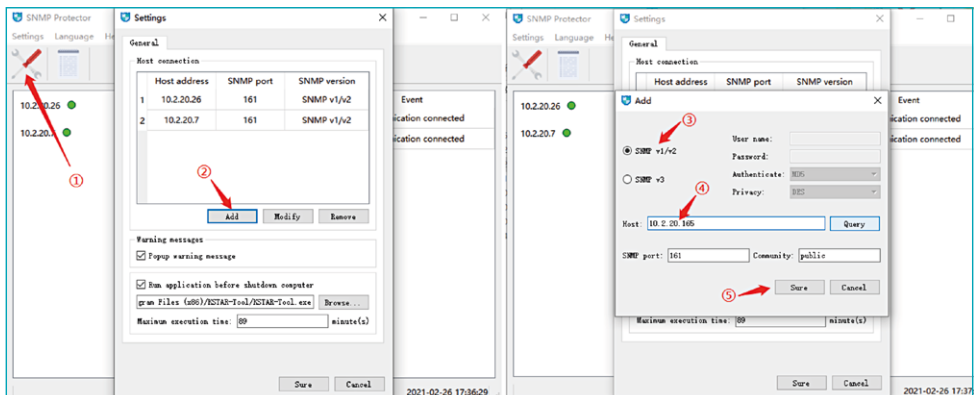 SNMP Protector
Settings Language He
10.2.20.26
10.2.20.
①
Event
ication connected
ication connected
2021-02-26 17:36:29
Settings
General
Host connection
Host address SNMP port SNMP version
1 10.2.20.26 161 SNMP v1/v2
2 10.2.20.7 161 SNMP v1/v2
②
Add Modify Remove
Warning messages
Popup warning message
Run application before shutdown computer
gram Files (x86)/KSTAR-Tool/KSTAR-Tool.exe Browse...
Maximum execution time: 89 minute(s)
Sure Cancel
SNMP Protector
Settings Language He
10.2.20.26
10.2.20.7
Event
ication connected
ication connected
2021-02-26 17:37
Settings
General
Host connection
Host address SNMP port SNMP version
Add
③
SNMP v1/v2
SNMP v3
User name:
Password:
Authenticate: MD5
Privacy: DES
④
Host: 10.2.20.165 Query
SNMP port: 161 Community: public
⑤
Sure Cancel
Maximum execution time: 89 minute(s)
Sure Cancel